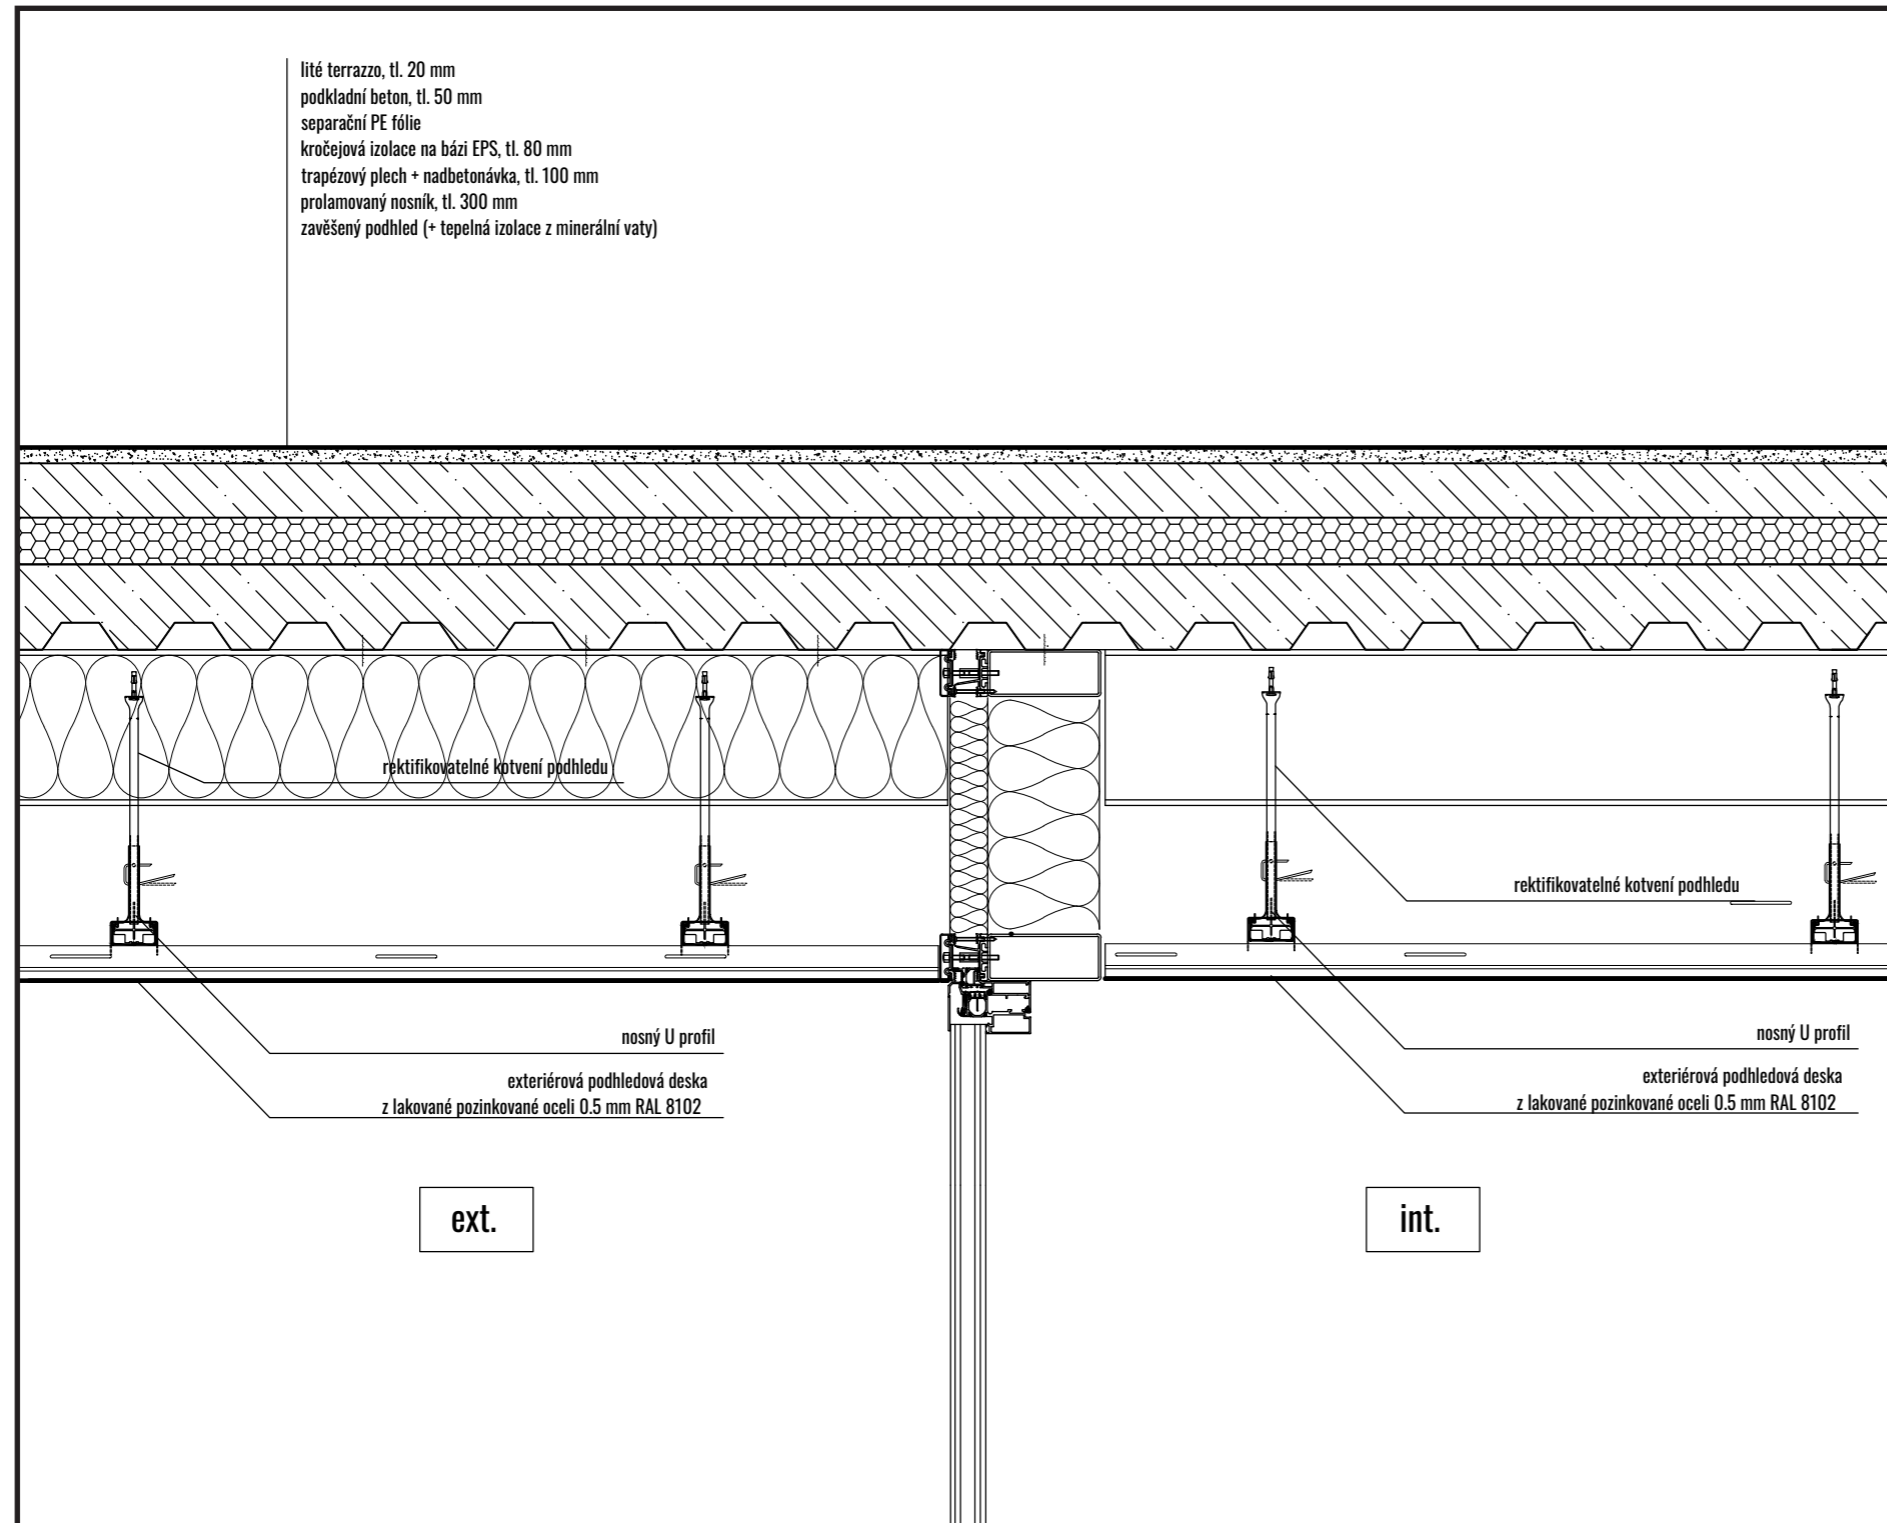 lité terrazzo, tl. 20 mm
podkladní beton, tl. 50 mm
separační PE fólie
kročejová izolace na bázi EPS, tl. 80 mm
trapézový plech + nadbetonávka, tl. 100 mm
prolamovaný nosník, tl. 300 mm
zavěšený podhled (+ tepelná izolace z minerální vaty)
rektifikovatelné kotvení podhledu
rektifikovatelné kotvení podhledu
nosný U profil
exteriérová podhledová deska
z lakované pozinkované oceli 0.5 mm RAL 8102
nosný U profil
exteriérová podhledová deska
z lakované pozinkované oceli 0.5 mm RAL 8102
ext.
int.